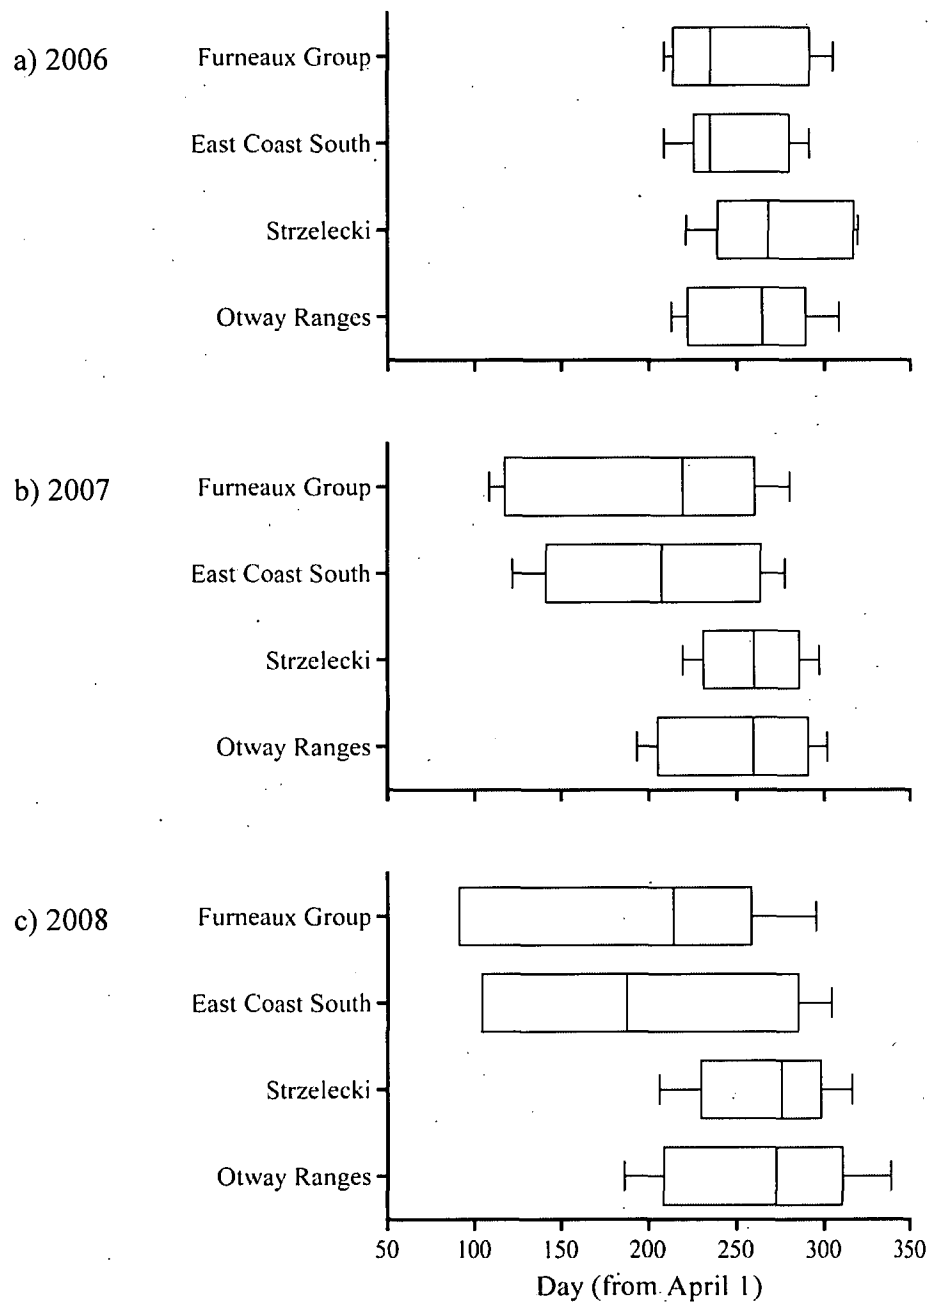 a) 2006
Furneaux Group
East Coast South
Strzelecki
Otway Ranges
b) 2007
Furneaux Group
East Coast South
Strzelecki
Otway Ranges
c) 2008
Furneaux Group
East Coast South
Strzelecki
Otway Ranges
50 100 150 200 250 300 350
Day (from April 1)